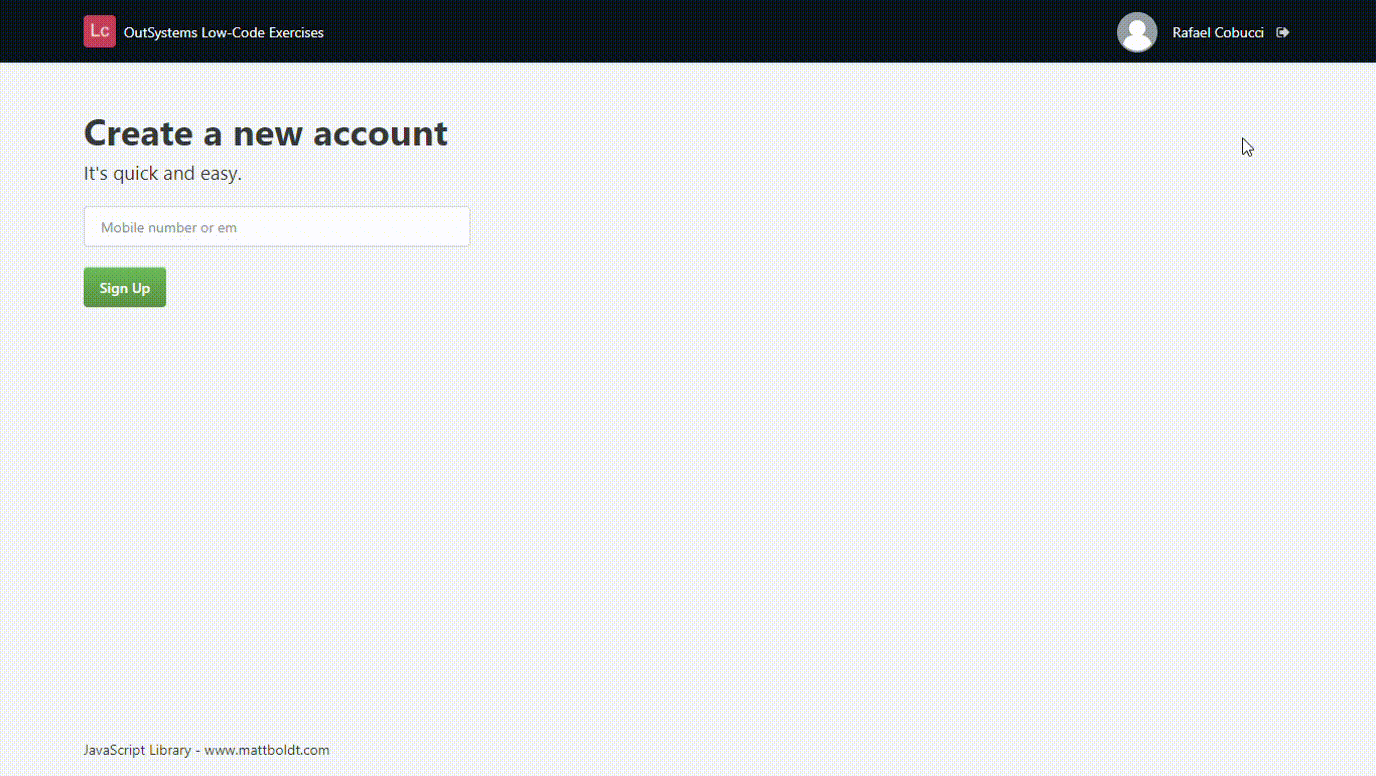 Lc OutSystems Low-Code Exercises
Rafael Cobucci
Create a new account
It's quick and easy.
Mobile number or em
Sign Up
JavaScript Library - www.mattboldt.com